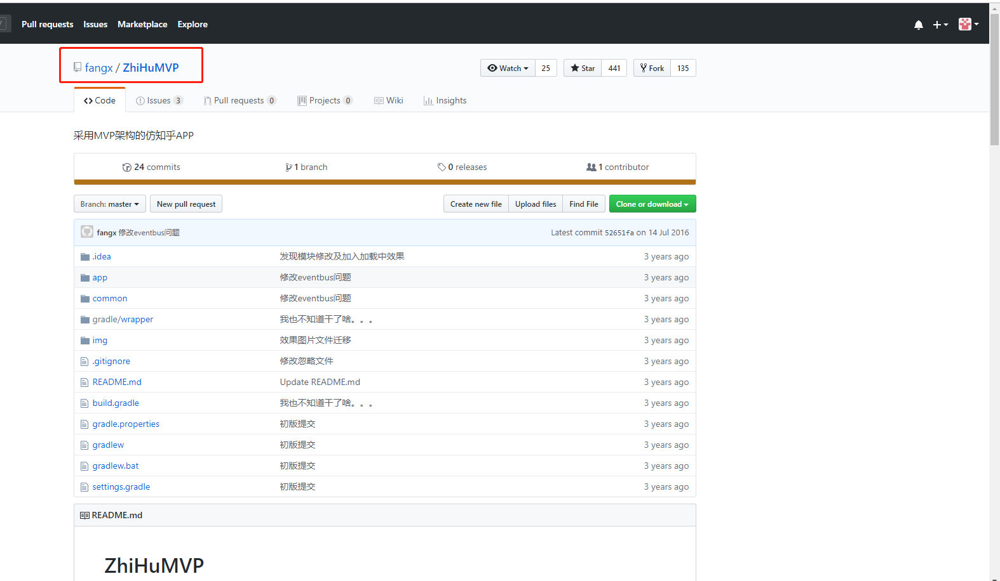 / Pull requests Issues Marketplace Explore
fangx / ZhiHuMVP Watch 25 Star 441 Fork 135
Code Issues 3 Pull requests 0 Projects 0 Wiki Insights
采用MVP架构的仿知乎APP
24 commits 1 branch 0 releases 1 contributor
Branch: master New pull request Create new file Upload files Find File Clone or download
fangx 修改eventbus问题 Latest commit 52651fa on 14 Jul 2016
.idea 发现模块修改及加入加载中效果 3 years ago
app 修改eventbus问题 3 years ago
common 修改eventbus问题 3 years ago
gradle/wrapper 我也不知道干了啥。。。 3 years ago
img 效果图片文件迁移 3 years ago
.gitignore 修改忽略文件 3 years ago
README.md Update README.md 3 years ago
build.gradle 我也不知道干了啥。。。 3 years ago
gradle.properties 初版提交 3 years ago
gradlew 初版提交 3 years ago
gradlew.bat 初版提交 3 years ago
settings.gradle 初版提交 3 years ago
README.md
ZhiHuMVP